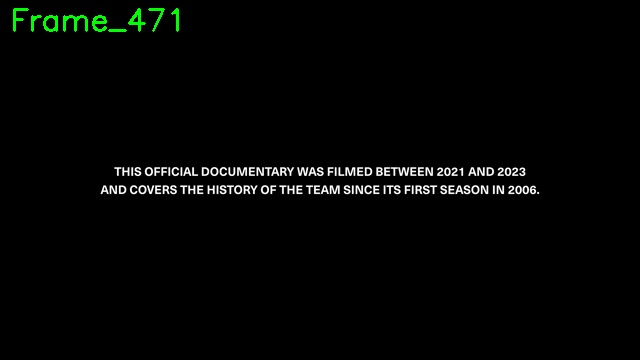 Frame_471
THIS OFFICIAL DOCUMENTARY WAS FILMED BETWEEN 2021 AND 2023
AND COVERS THE HISTORY OF THE TEAM SINCE ITS FIRST SEASON IN 2006.